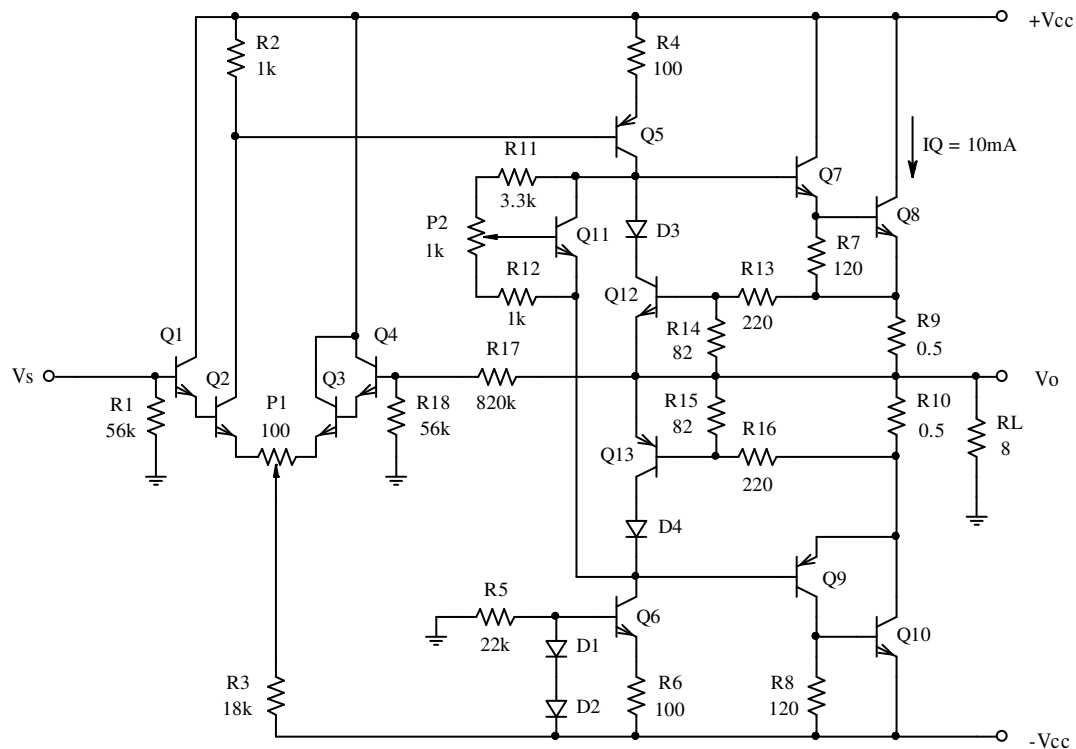 +Vcc
R2
1k
R4
100
Q5
IQ = 10mA
R11
3.3k
Q7
P2
1k
Q11
D3
Q8
R7
120
R12
1k
Q12
R13
220
R14
82
R9
0.5
Q1
Q4
Vs
Q2
Q3
R17
820k
Vo
R1
56k
P1
100
R18
56k
R15
82
R10
0.5
Q13
R16
220
RL
8
D4
Q9
R5
22k
Q6
Q10
D1
R3
18k
D2
R6
100
R8
120
-Vcc